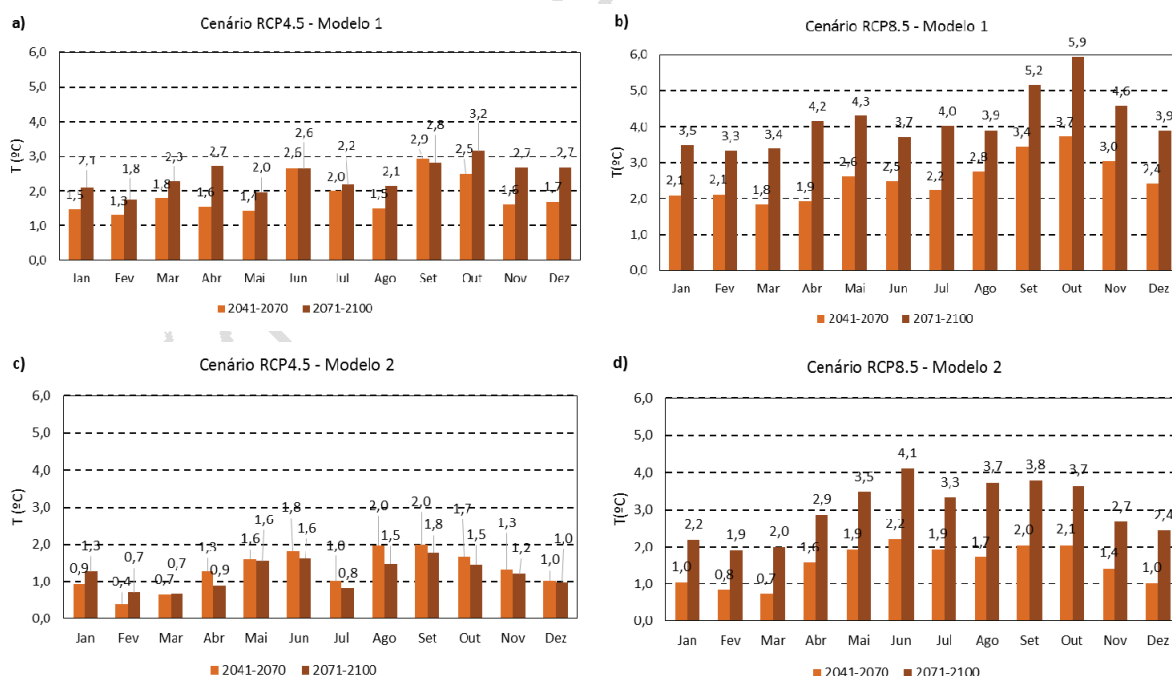 a)
Cenário RCP4.5 - Modelo 1
T (ºC)
6,0
5,0
4,0
3,0
2,0
1,0
0,0
1,5 2,1 1,3 1,8 1,8 2,3 1,6 2,7 1,4 2,0 2,6 2,6 2,0 2,2 1,5 2,1 2,9 2,8 2,5 3,2 1,6 2,7 1,7 2,7
Jan Fev Mar Abr Mai Jun Jul Ago Set Out Nov Dez
2041-2070 2071-2100
b)
Cenário RCP8.5 - Modelo 1
T(ºC)
6,0
5,0
4,0
3,0
2,0
1,0
0,0
2,1 3,5 2,1 3,3 1,8 3,4 1,9 4,2 2,6 4,3 2,5 3,7 2,2 4,0 2,8 3,9 3,4 5,2 3,7 5,9 3,0 4,6 2,4 3,9
Jan Fev Mar Abr Mai Jun Jul Ago Set Out Nov Dez
2041-2070 2071-2100
c)
Cenário RCP4.5 - Modelo 2
T (ºC)
6,0
5,0
4,0
3,0
2,0
1,0
0,0
0,9 1,3 0,4 0,7 0,7 0,7 1,3 0,9 1,6 1,6 1,8 1,6 1,0 0,8 2,0 1,5 2,0 1,8 1,7 1,5 1,3 1,2 1,0 1,0
Jan Fev Mar Abr Mai Jun Jul Ago Set Out Nov Dez
2041-2070 2071-2100
d)
Cenário RCP8.5 - Modelo 2
T(ºC)
6,0
5,0
4,0
3,0
2,0
1,0
0,0
1,0 2,2 0,8 1,9 0,7 2,0 1,6 2,9 1,9 3,5 2,2 4,1 1,9 3,3 1,7 3,7 2,0 3,8 2,1 3,7 1,4 2,7 1,0 2,4
Jan Fev Mar Abr Mai Jun Jul Ago Set Out Nov Dez
2041-2070 2071-2100